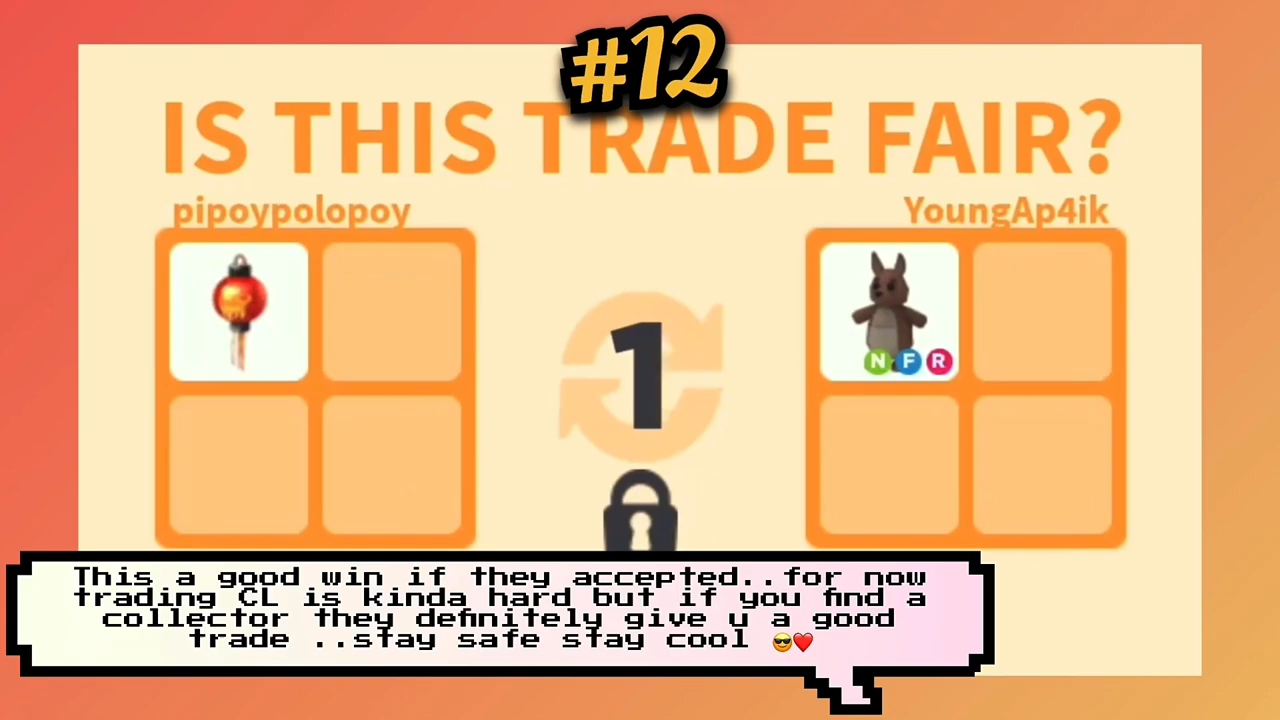 #12
IS THIS TRADE FAIR?
pipoypolopoy
YoungAp4ik
1
N F R
This a good win if they accepted..for now
trading CL is kinda hard but if you find a
collector they definitely give u a good
trade ..stay safe stay cool 😎❤️